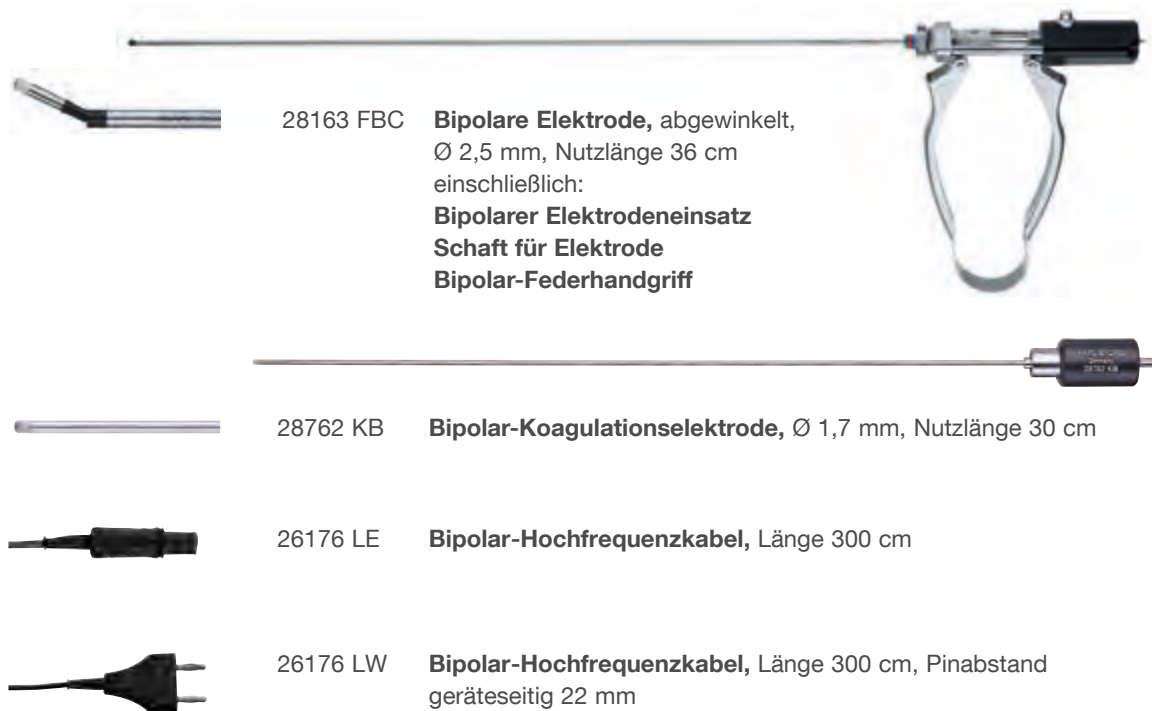 28163 FBC Bipolare Elektrode, abgewinkelt,
Ø 2,5 mm, Nutzlänge 36 cm
einschließlich:
Bipolarer Elektrodeneinsatz
Schaft für Elektrode
Bipolar-Federhandgriff
28762 KB
28762 KB Bipolar-Koagulationselektrode, Ø 1,7 mm, Nutzlänge 30 cm
26176 LE Bipolar-Hochfrequenzkabel, Länge 300 cm
26176 LW Bipolar-Hochfrequenzkabel, Länge 300 cm, Pinabstand
geräteseitig 22 mm